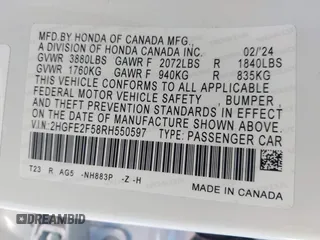 MFD.BY HONDA OF CANADA MFG.,
A DIVISION OF HONDA CANADA INC. 02/'24
GVWR 3880LBS GAWR F 2072LBS R 1840LBS
GVWR 1760KG GAWR F 940KG R 835KG
THIS VEHICLE CONFORMS TO ALL APPLICABLE
FEDERAL MOTOR VEHICLE SAFETY, BUMPER,
AND THEFT PREVENTION STANDARDS IN EFFECT
ON THE DATE OF MANUFACTURE SHOWN ABOVE.
V.I.N:2HGFE2F58RH550597 TYPE:PASSENGER CAR
T23 R AG5 -NH883P -Z -H
MADE IN CANADA
DREAMBID